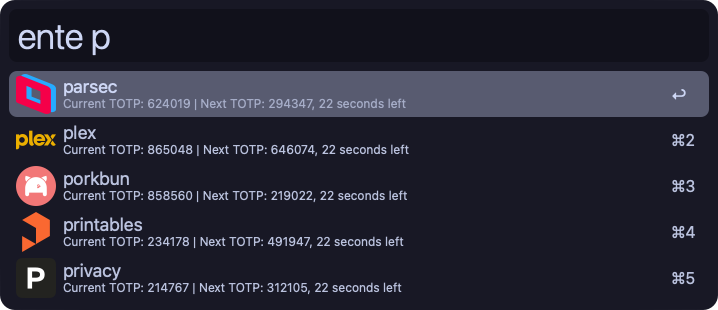 ente p
parsec
Current TOTP: 624019 | Next TOTP: 294347, 22 seconds left
↩
plex
plex
Current TOTP: 865048 | Next TOTP: 646074, 22 seconds left
⌘2
porkbun
Current TOTP: 858560 | Next TOTP: 219022, 22 seconds left
⌘3
printables
Current TOTP: 234178 | Next TOTP: 491947, 22 seconds left
⌘4
P
privacy
Current TOTP: 214767 | Next TOTP: 312105, 22 seconds left
⌘5